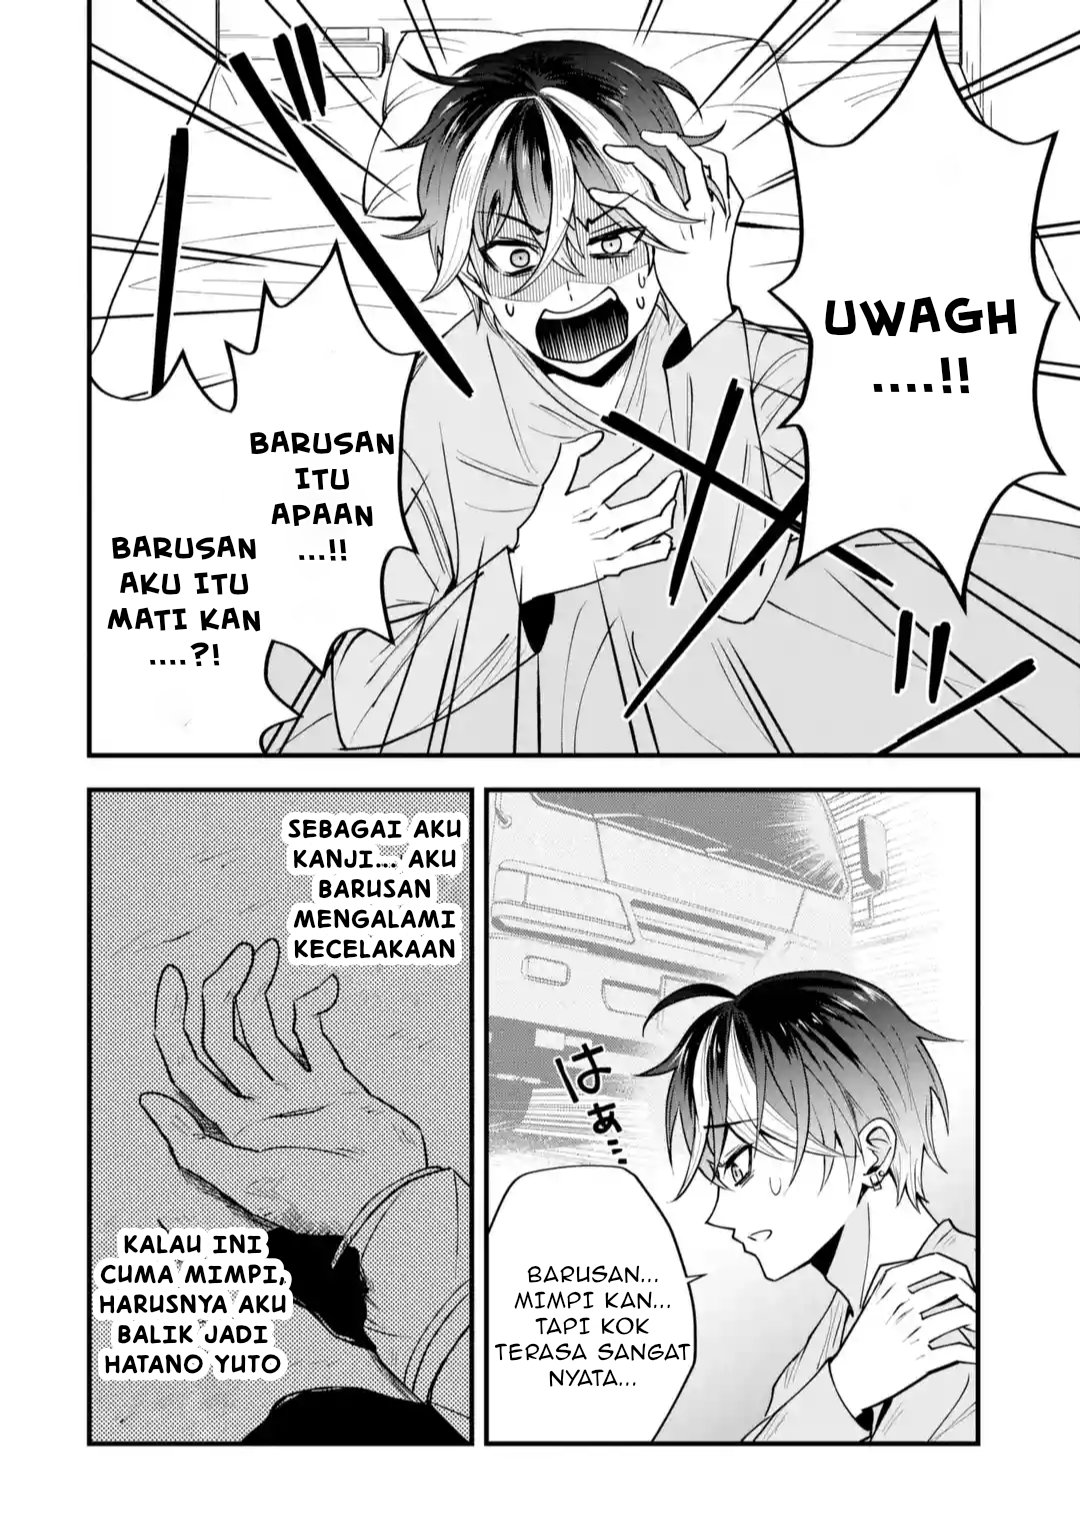 UWAGH
....!!
BARUSAN
ITU
APAAN
...!!
BARUSAN
AKU ITU
MATI KAN
....?!
はぁ…
BARUSAN...
MIMPI KAN...
TAPI KOK
TERASA SANGAT
NYATA...
SEBAGAI AKU
KANJI... AKU
BARUSAN
MENGALAMI
KECELAKAAN
KALAU INI
CUMA MIMPI,
HARUSNYA AKU
BALIK JADI
HATANO YUTO